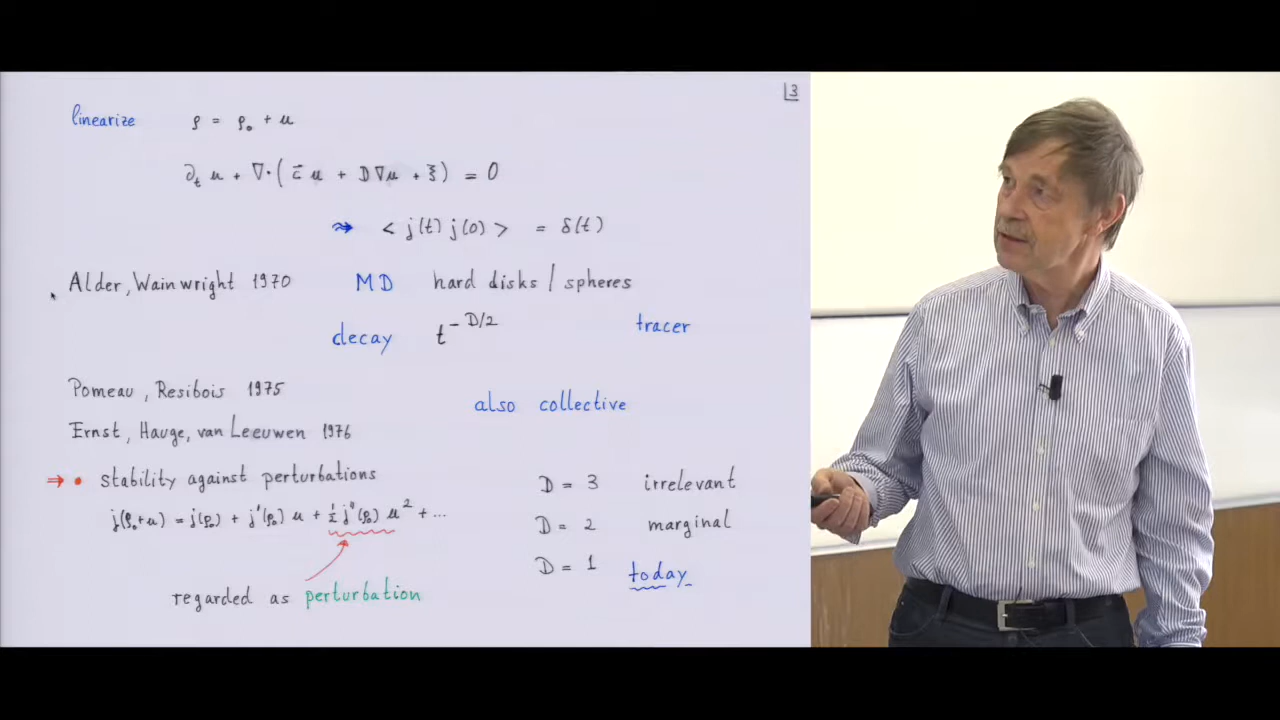 ⌊3
linearize ρ = ρ₀ + u
∂ₜ u + ∇·( c⃗ u + D∇u + ξ⃗ ) = 0
⇝ < j(t) j(0) > = δ(t)
Alder, Wainwright 1970 MD hard disks / spheres
decay t^{-D/2} tracer
Pomeau, Resibois 1975
also collective
Ernst, Hauge, van Leeuwen 1976
⇒ • stability against perturbations
D = 3 irrelevant
j(ρ₀+u) = j(ρ₀) + j'(ρ₀) u + ½ j''(ρ₀) u² + ...
D = 2 marginal
D = 1 today
regarded as perturbation